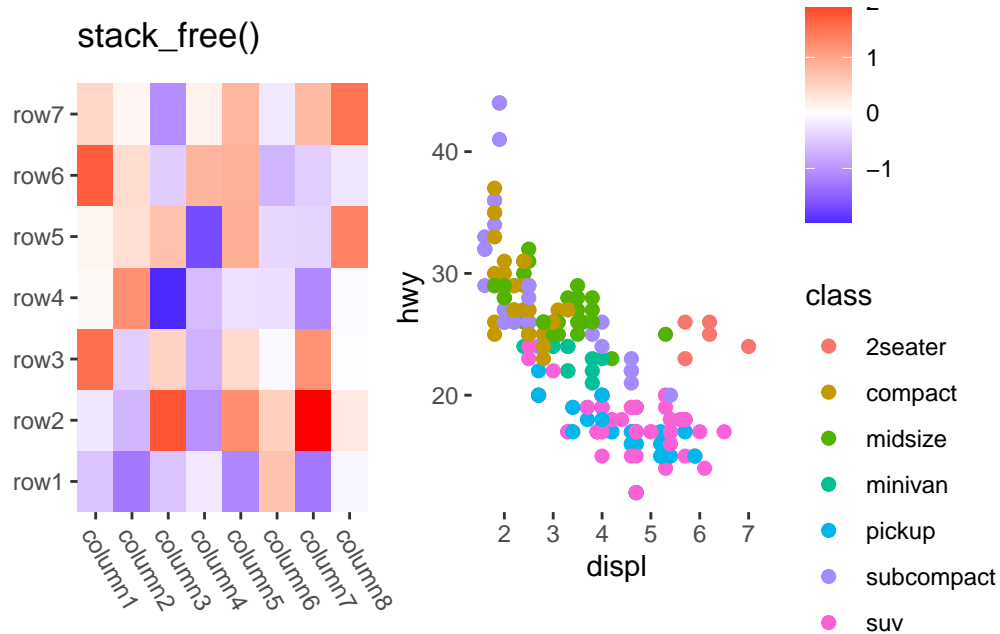 stack_free()
row7
row6
row5
row4
row3
row2
row1
column1
column2
column3
column4
column5
column6
column7
column8
hwy
40
30
20
2
3
4
5
6
7
displ
2
1
0
−1
class
2seater
compact
midsize
minivan
pickup
subcompact
suv